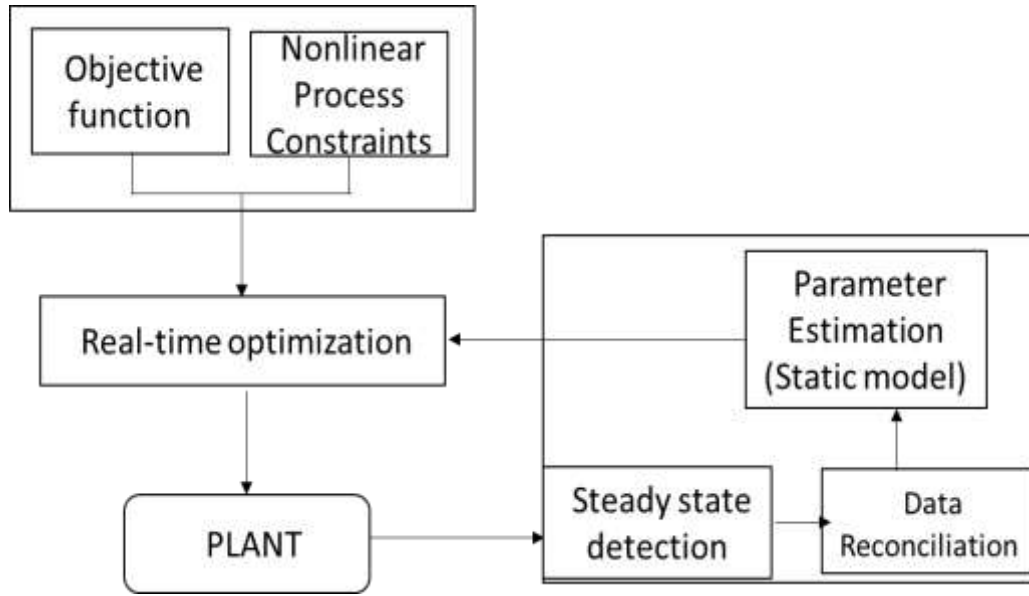 Objective
function
Nonlinear
Process
Constraints
Real-time optimization
Parameter
Estimation
(Static model)
PLANT
Steady state
detection
Data
Reconciliation